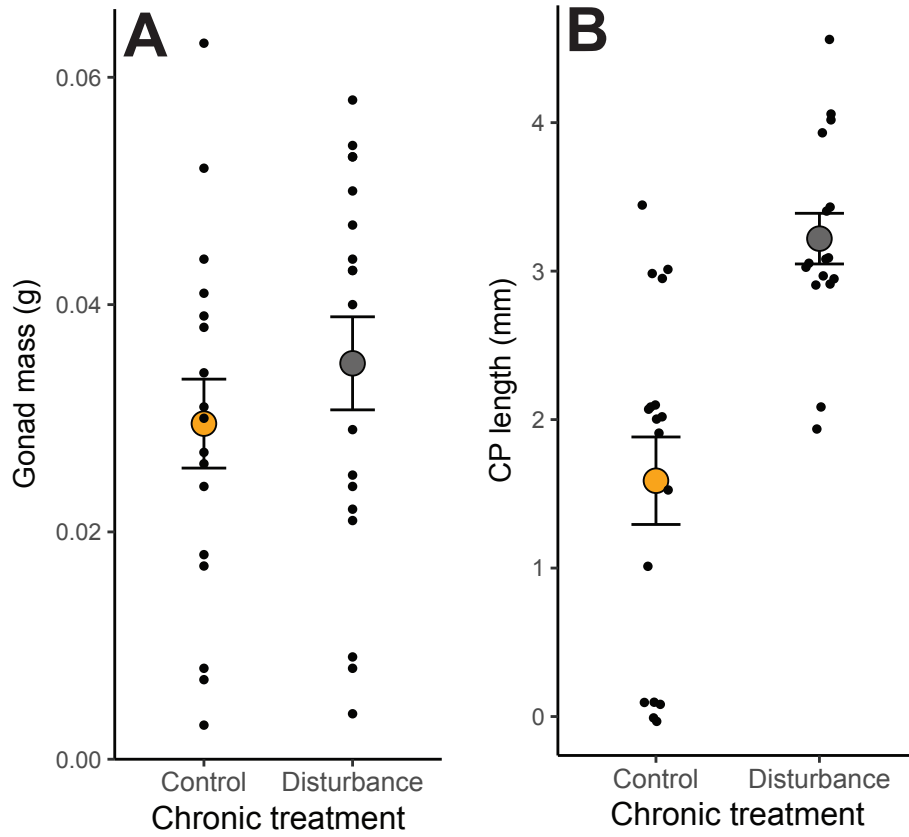 A
Gonad mass (g)
0.06
0.04
0.02
0.00
Control Disturbance
Chronic treatment
B
CP length (mm)
4
3
2
1
0
Control Disturbance
Chronic treatment